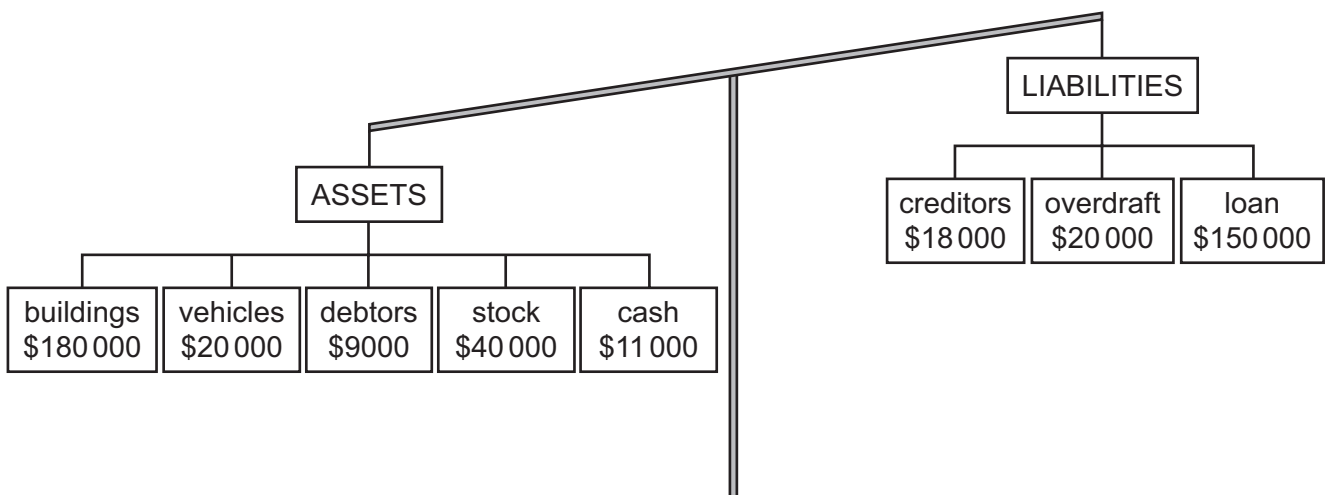 LIABILITIES
creditors
$18 000
overdraft
$20 000
loan
$150 000
ASSETS
buildings
$180 000
vehicles
$20 000
debtors
$9000
stock
$40 000
cash
$11 000